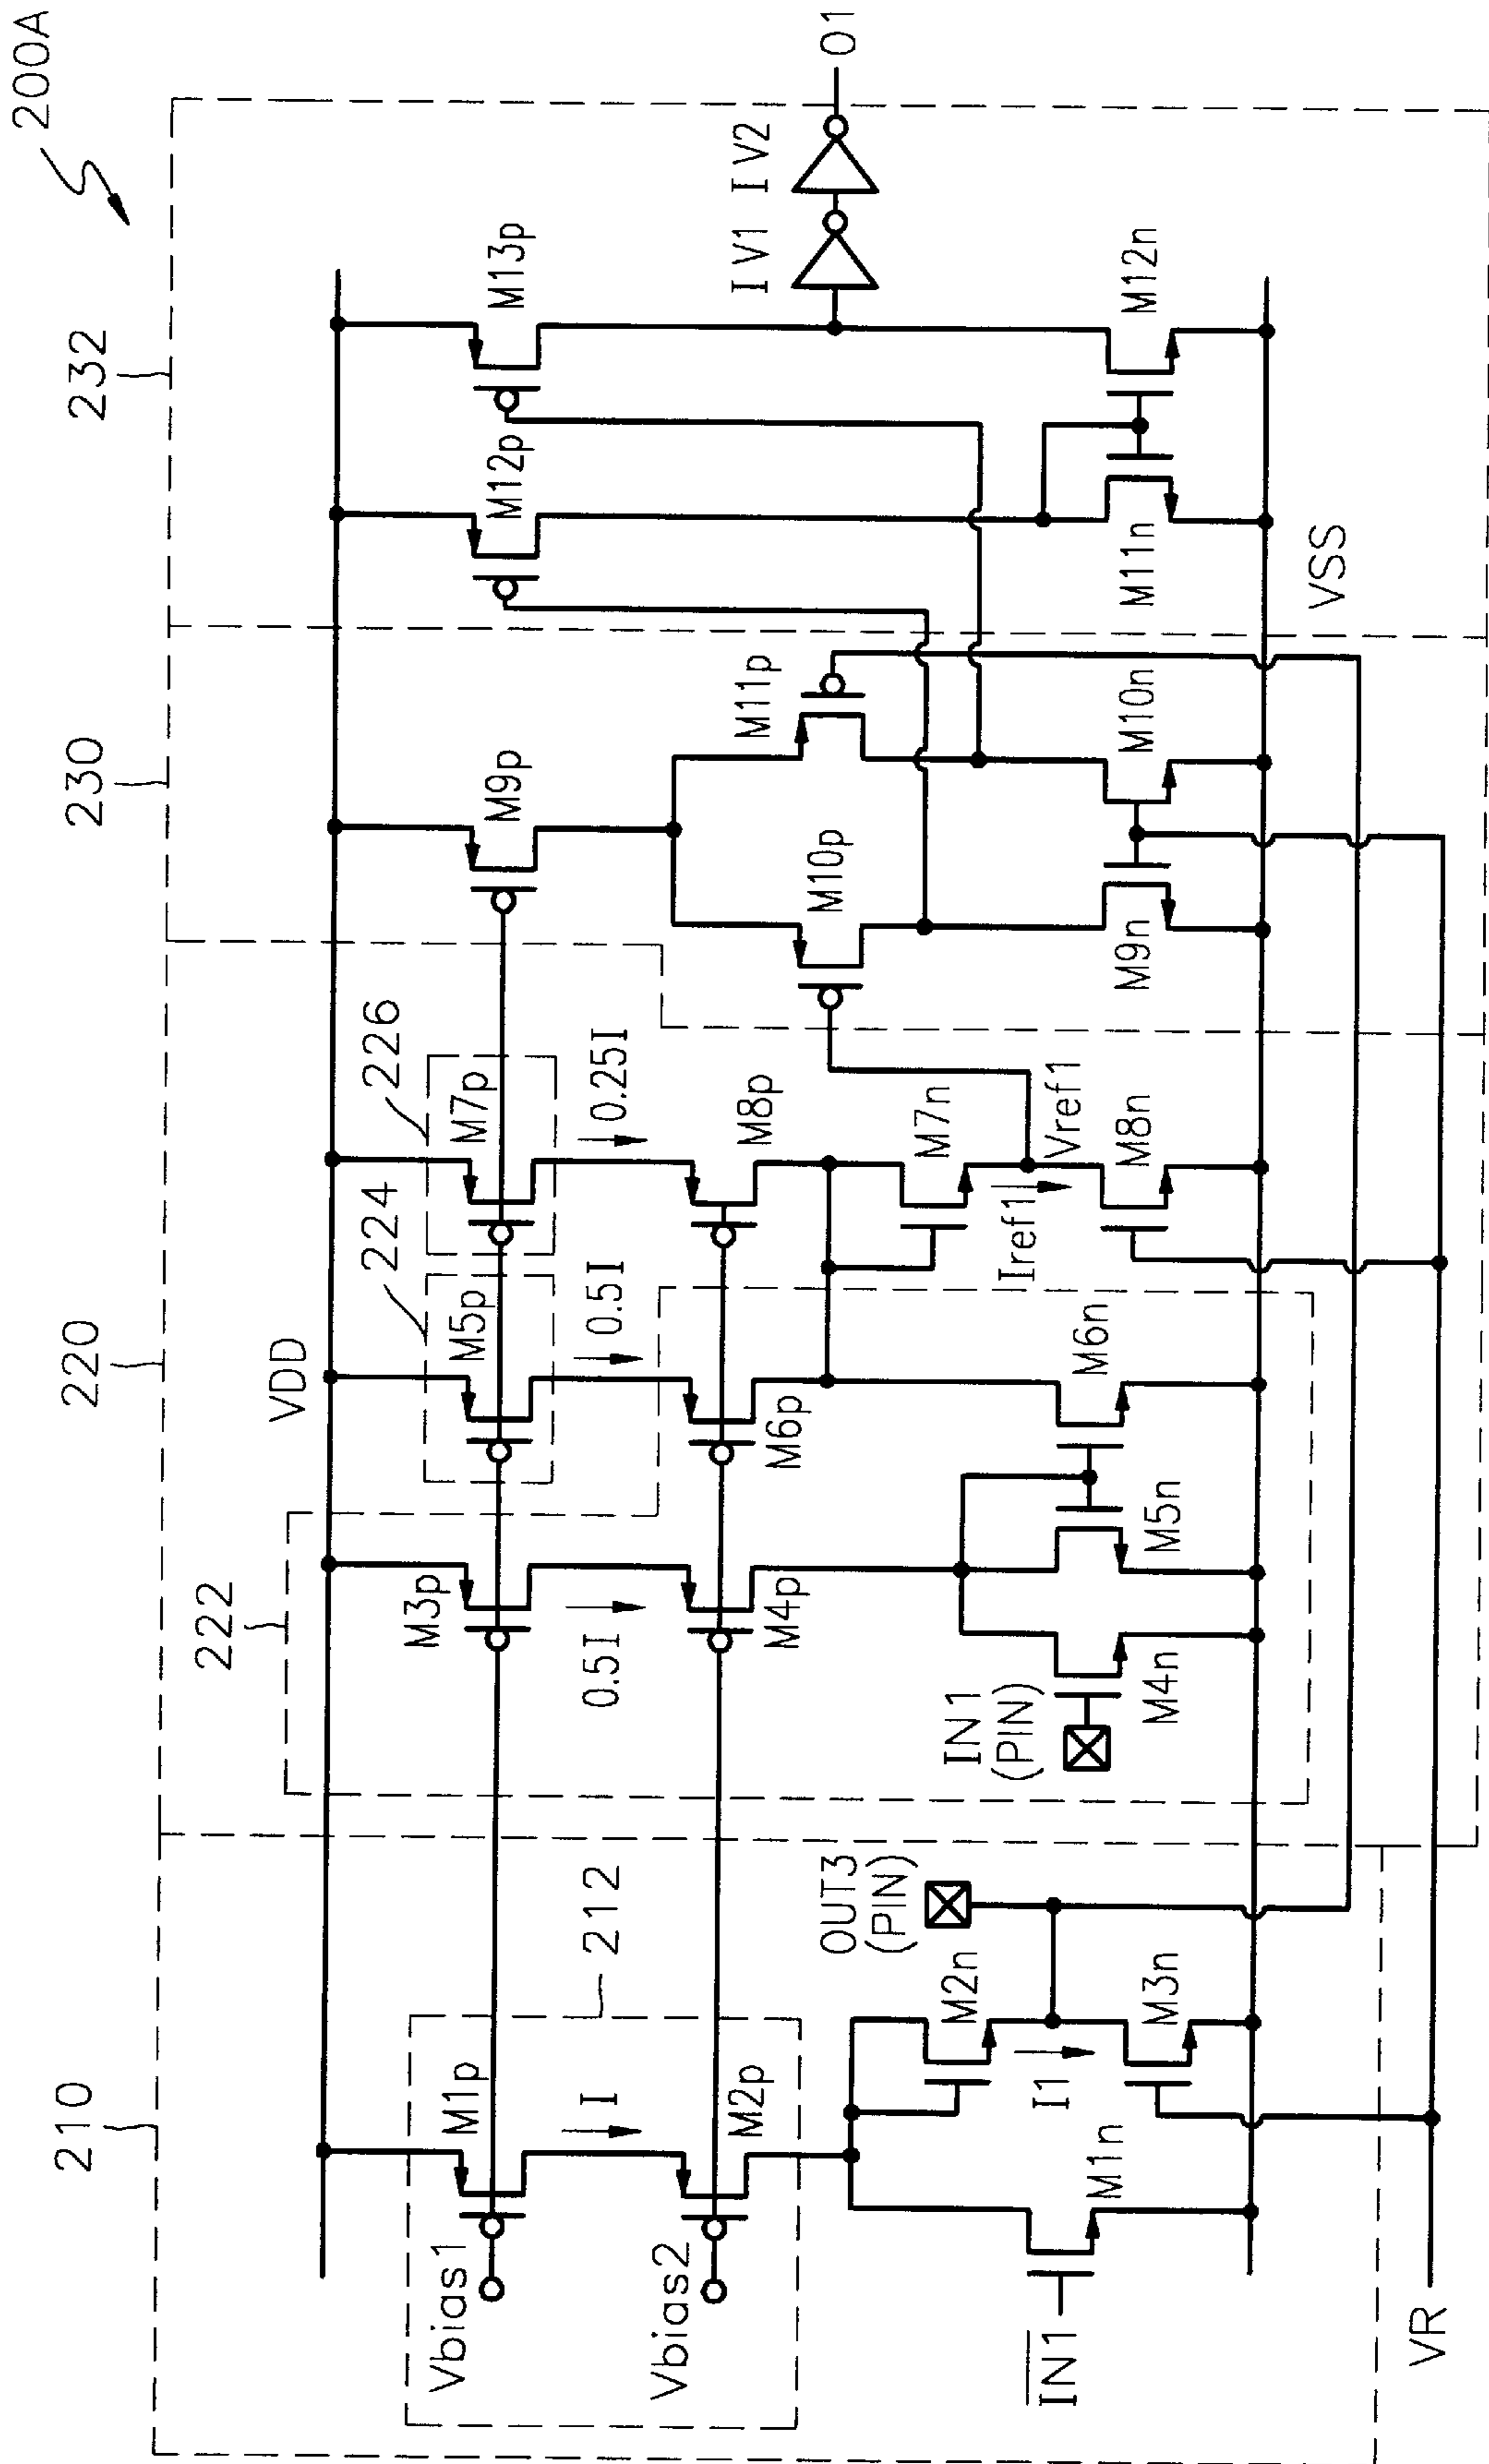 200A
210
220
230
232
212
222
224
226
VDD
Vbias1
Vbias2
M1p
I
M2p
M3p
0.5I
M4p
M5p
0.5I
M6p
M7p
0.25I
M8p
M9p
M10p
M11p
M12p
M13p
IV1
IV2
O1
IN1
M1n
M2n
I1
M3n
OUT3
(PIN)
IN1
(PIN)
M4n
M5n
M6n
M7n
Iref1
Vref1
M8n
M9n
M10n
M11n
M12n
VSS
VR